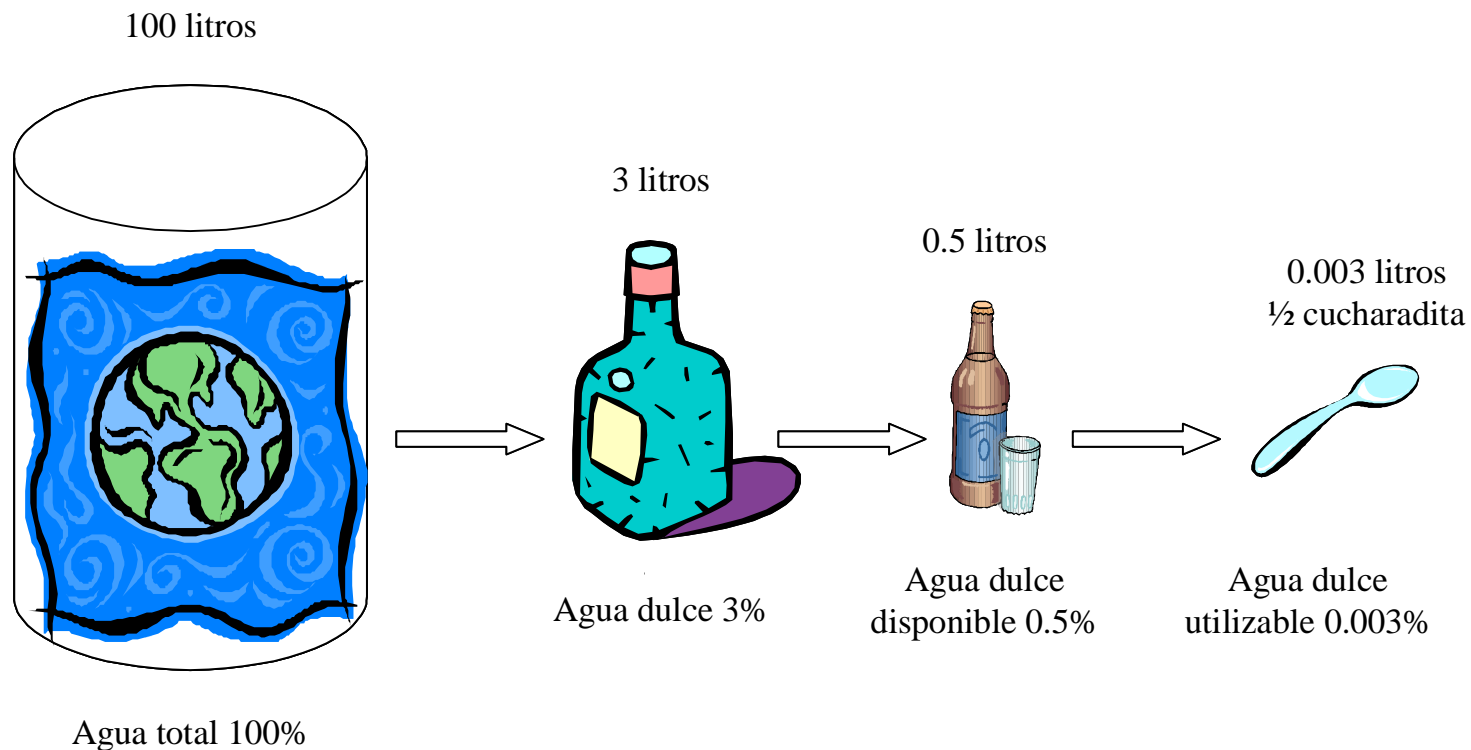 100 litros
Agua total 100%
3 litros
Agua dulce 3%
0.5 litros
Agua dulce
disponible 0.5%
0.003 litros
½ cucharadita
Agua dulce
utilizable 0.003%